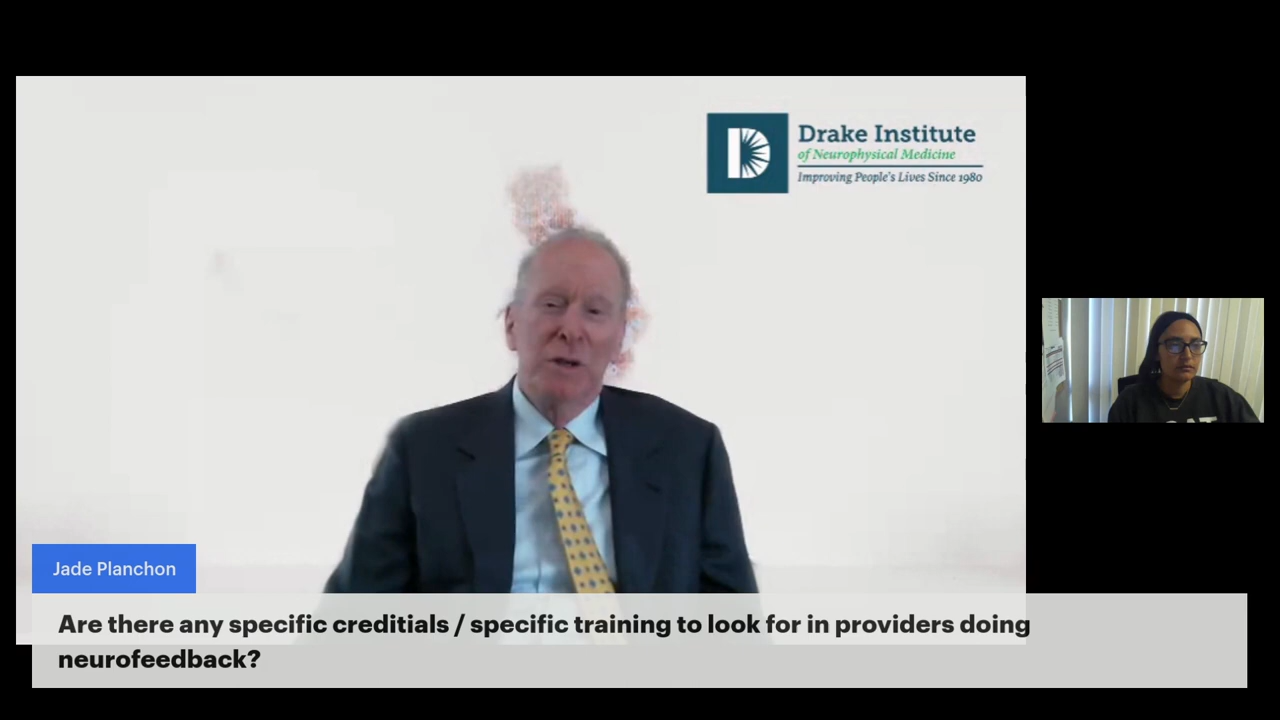 Drake Institute
of Neurophysical Medicine
Improving People's Lives Since 1980
Jade Planchon
Are there any specific creditials / specific training to look for in providers doing
neurofeedback?